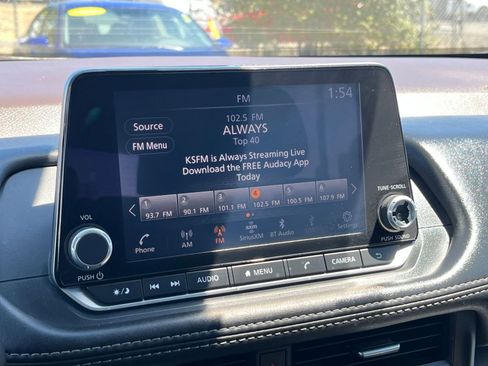 FM
1:54
102.5 FM
ALWAYS
Top 40
Source
FM Menu
KSFM is Always Streaming Live
Download the FREE Audacy App
Today
1 2 3 4 5 6
93.7 FM 90.1 FM 101.1 FM 102.5 FM 100.5 FM 107.9 FM
Phone AM FM SiriusXM BT Audio Settings
VOL
PUSH
TUNE·SCROLL
PUSH SOUND
AUDIO MENU CAMERA